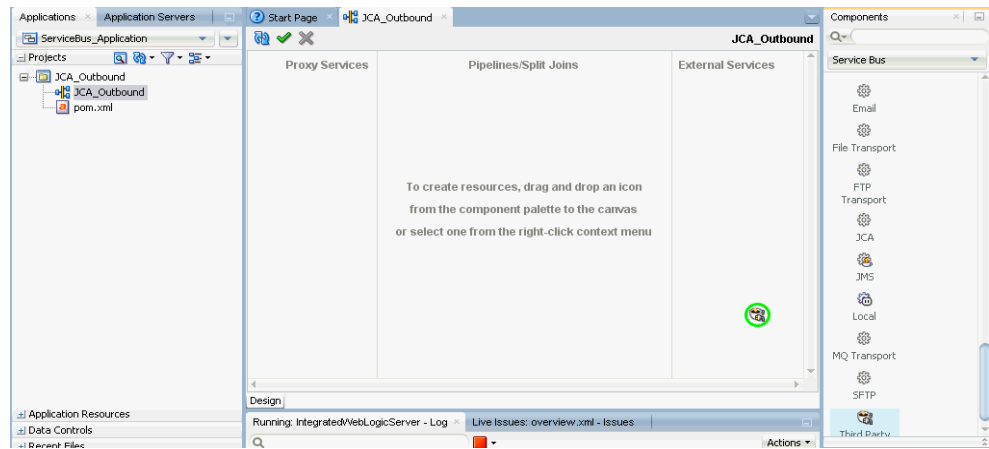 Applications
Application Servers
Start Page
JCA_Outbound
Components
ServiceBus_Application
JCA_Outbound
Projects
Proxy Services
Pipelines/Split Joins
External Services
Service Bus
JCA_Outbound
JCA_Outbound
pom.xml
To create resources, drag and drop an icon
from the component palette to the canvas
or select one from the right-click context menu
Email
File Transport
FTP
Transport
JCA
JMS
Local
MQ Transport
SFTP
Third Party
Design
Application Resources
Data Controls
Recent Files
Running: IntegratedWebLogicServer - Log
Live Issues: overview.xml - Issues
Actions